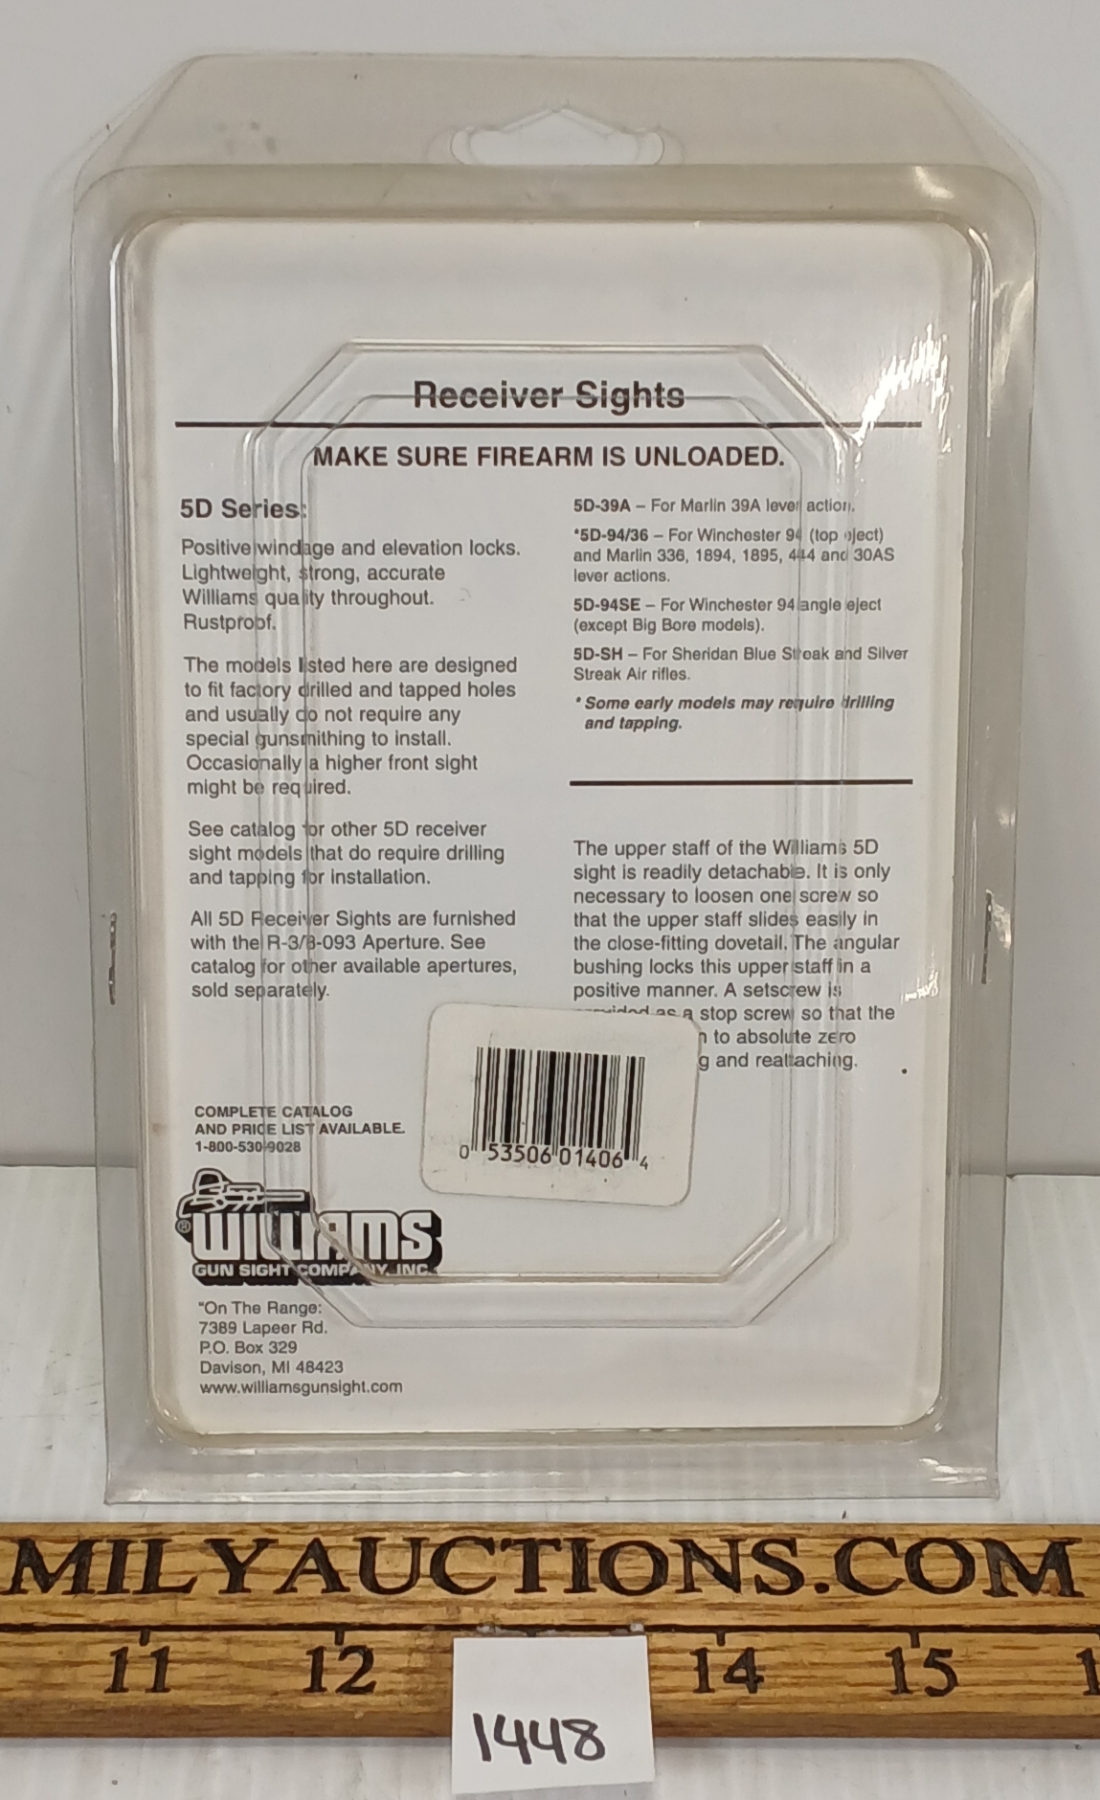 Receiver Sights
MAKE SURE FIREARM IS UNLOADED.
5D Series:
Positive windage and elevation locks.
Lightweight, strong, accurate
Williams quality throughout.
Rustproof.
The models listed here are designed
to fit factory drilled and tapped holes
and usually do not require any
special gunsmithing to install.
Occasionally a higher front sight
might be required.
See catalog for other 5D receiver
sight models that do require drilling
and tapping for installation.
All 5D Receiver Sights are furnished
with the R-3/8-093 Aperture. See
catalog for other available apertures,
sold separately.
COMPLETE CATALOG
AND PRICE LIST AVAILABLE.
1-800-530-9028
® WILLIAMS
GUN SIGHT COMPANY, INC.
"On The Range:
7389 Lapeer Rd.
P.O. Box 329
Davison, MI 48423
www.williamsgunsight.com
5D-39A – For Marlin 39A lever action.
*5D-94/36 – For Winchester 94 (top eject)
and Marlin 336, 1894, 1895, 444 and 30AS
lever actions.
5D-94SE – For Winchester 94 angle eject
(except Big Bore models).
5D-SH – For Sheridan Blue Streak and Silver
Streak Air rifles.
* Some early models may require drilling
and tapping.
The upper staff of the Williams 5D
sight is readily detachable. It is only
necessary to loosen one screw so
that the upper staff slides easily in
the close-fitting dovetail. The angular
bushing locks this upper staff in a
positive manner. A setscrew is
provided as a stop screw so that the
to absolute zero
and reattaching.
0 53506 01406 4
MILYAUCTIONS.COM
11 12 14 15 1
1448